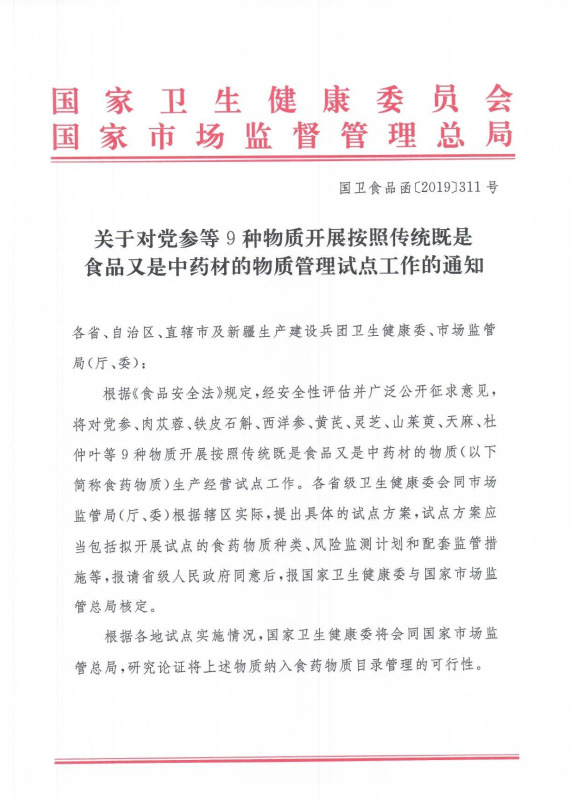 国家卫生健康委员会
国家市场监督管理总局
国卫食品函〔2019〕311号
关于对党参等9种物质开展按照传统既是
食品又是中药材的物质管理试点工作的通知
各省、自治区、直辖市及新疆生产建设兵团卫生健康委、市场监管
局(厅、委):
根据《食品安全法》规定,经安全性评估并广泛公开征求意见,
将对党参、肉苁蓉、铁皮石斛、西洋参、黄芪、灵芝、山茱萸、天麻、杜
仲叶等9种物质开展按照传统既是食品又是中药材的物质(以下
简称食药物质)生产经营试点工作。各省级卫生健康委会同市场
监管局(厅、委)根据辖区实际,提出具体的试点方案,试点方案应
当包括拟开展试点的食药物质种类、风险监测计划和配套监管措
施等,报请省级人民政府同意后,报国家卫生健康委与国家市场监
管总局核定。
根据各地试点实施情况,国家卫生健康委将会同国家市场监
管总局,研究论证将上述物质纳入食药物质目录管理的可行性。